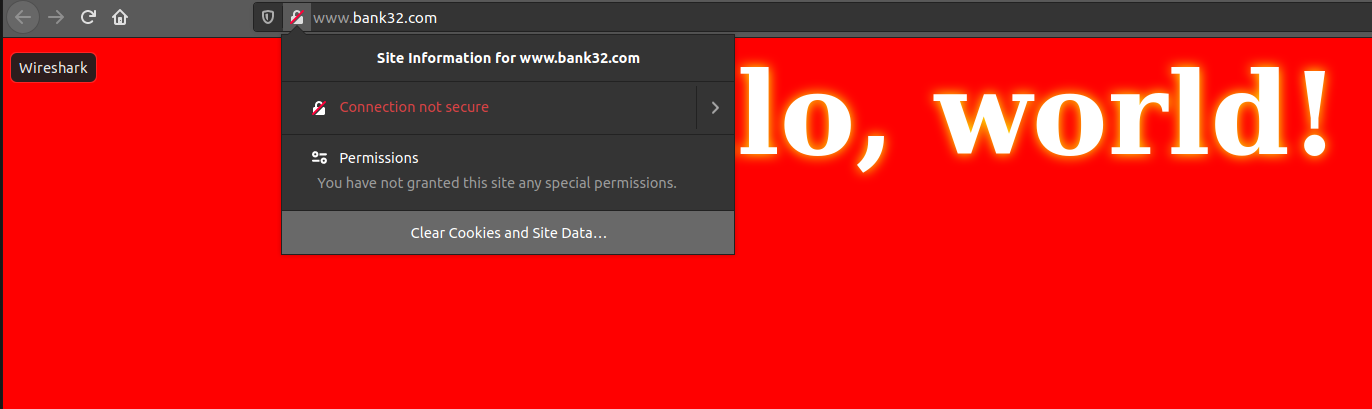 www.bank32.com
Site Information for www.bank32.com
Wireshark
lo, world!
Connection not secure
Permissions
You have not granted this site any special permissions.
Clear Cookies and Site Data…